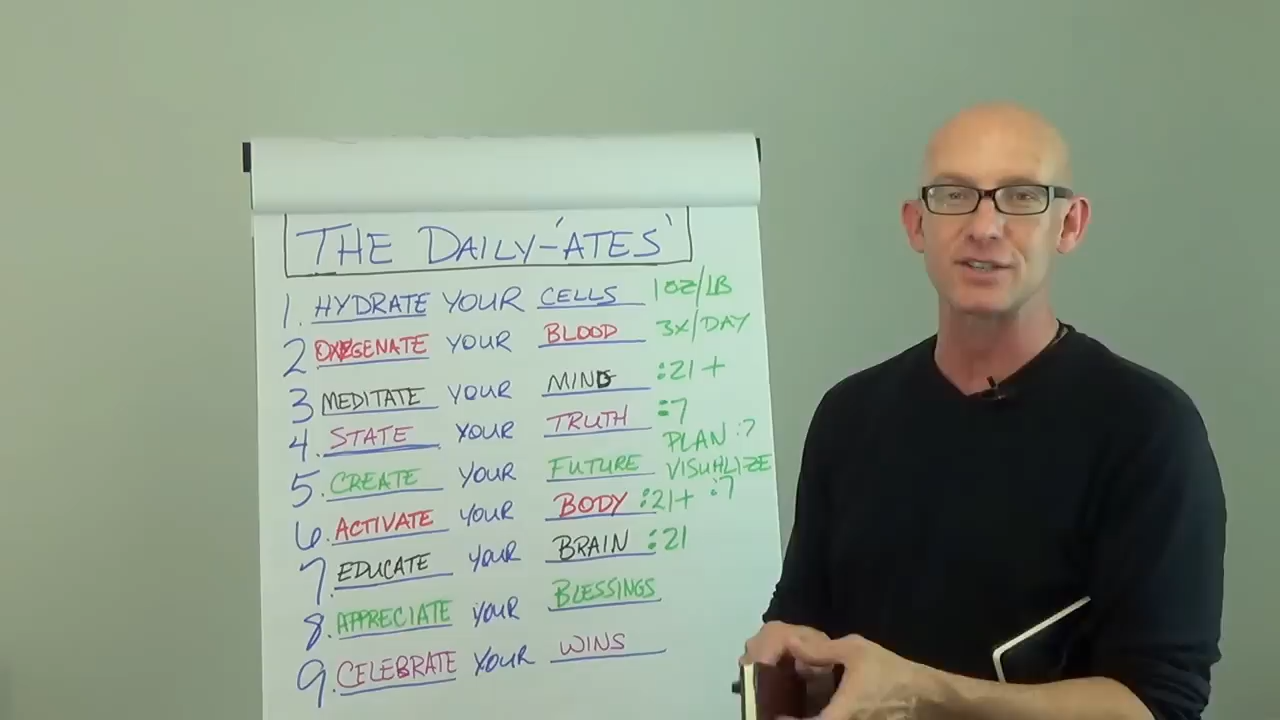 THE DAILY-'ATES'
1. HYDRATE YOUR CELLS 1 OZ/LB
2 OXYGENATE YOUR BLOOD 3X/DAY
3 MEDITATE YOUR MIND :21+
4. STATE YOUR TRUTH :7
5. CREATE YOUR FUTURE PLAN :7 VISUALIZE :7
6. ACTIVATE YOUR BODY :21+
7. EDUCATE YOUR BRAIN :21
8. APPRECIATE YOUR BLESSINGS
9. CELEBRATE YOUR WINS